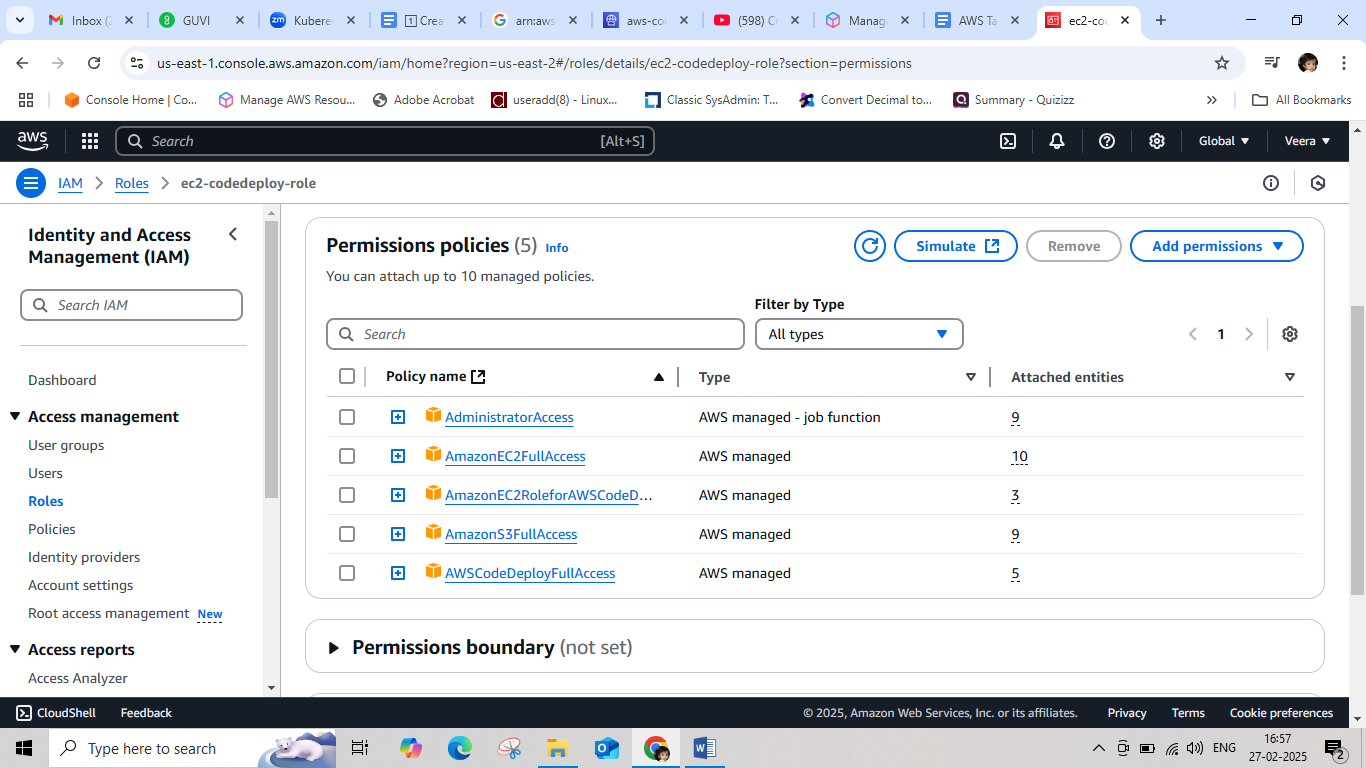 Inbox (2
GUVI
Kubere
1 Crea
arn:aws
aws-co
(598) C
Manag
AWS Ta
ec2-co
us-east-1.console.aws.amazon.com/iam/home?region=us-east-2#/roles/details/ec2-codedeploy-role?section=permissions
Console Home | Co...
Manage AWS Resou...
Adobe Acrobat
useradd(8) - Linux...
Classic SysAdmin: T...
Convert Decimal to...
Summary - Quizizz
All Bookmarks
aws
Search
[Alt+S]
Global
Veera
IAM
Roles
ec2-codedeploy-role
Identity and Access
Management (IAM)
Search IAM
Dashboard
Access management
User groups
Users
Roles
Policies
Identity providers
Account settings
Root access management New
Access reports
Access Analyzer
Permissions policies (5) Info
Simulate
Remove
Add permissions
You can attach up to 10 managed policies.
Filter by Type
Search
All types
1
Policy name
Type
Attached entities
AdministratorAccess
AWS managed - job function
9
AmazonEC2FullAccess
AWS managed
10
AmazonEC2RoleforAWSCodeD...
AWS managed
3
AmazonS3FullAccess
AWS managed
9
AWSCodeDeployFullAccess
AWS managed
5
Permissions boundary (not set)
CloudShell
Feedback
© 2025, Amazon Web Services, Inc. or its affiliates.
Privacy
Terms
Cookie preferences
Type here to search
ENG
16:57
27-02-2025
2